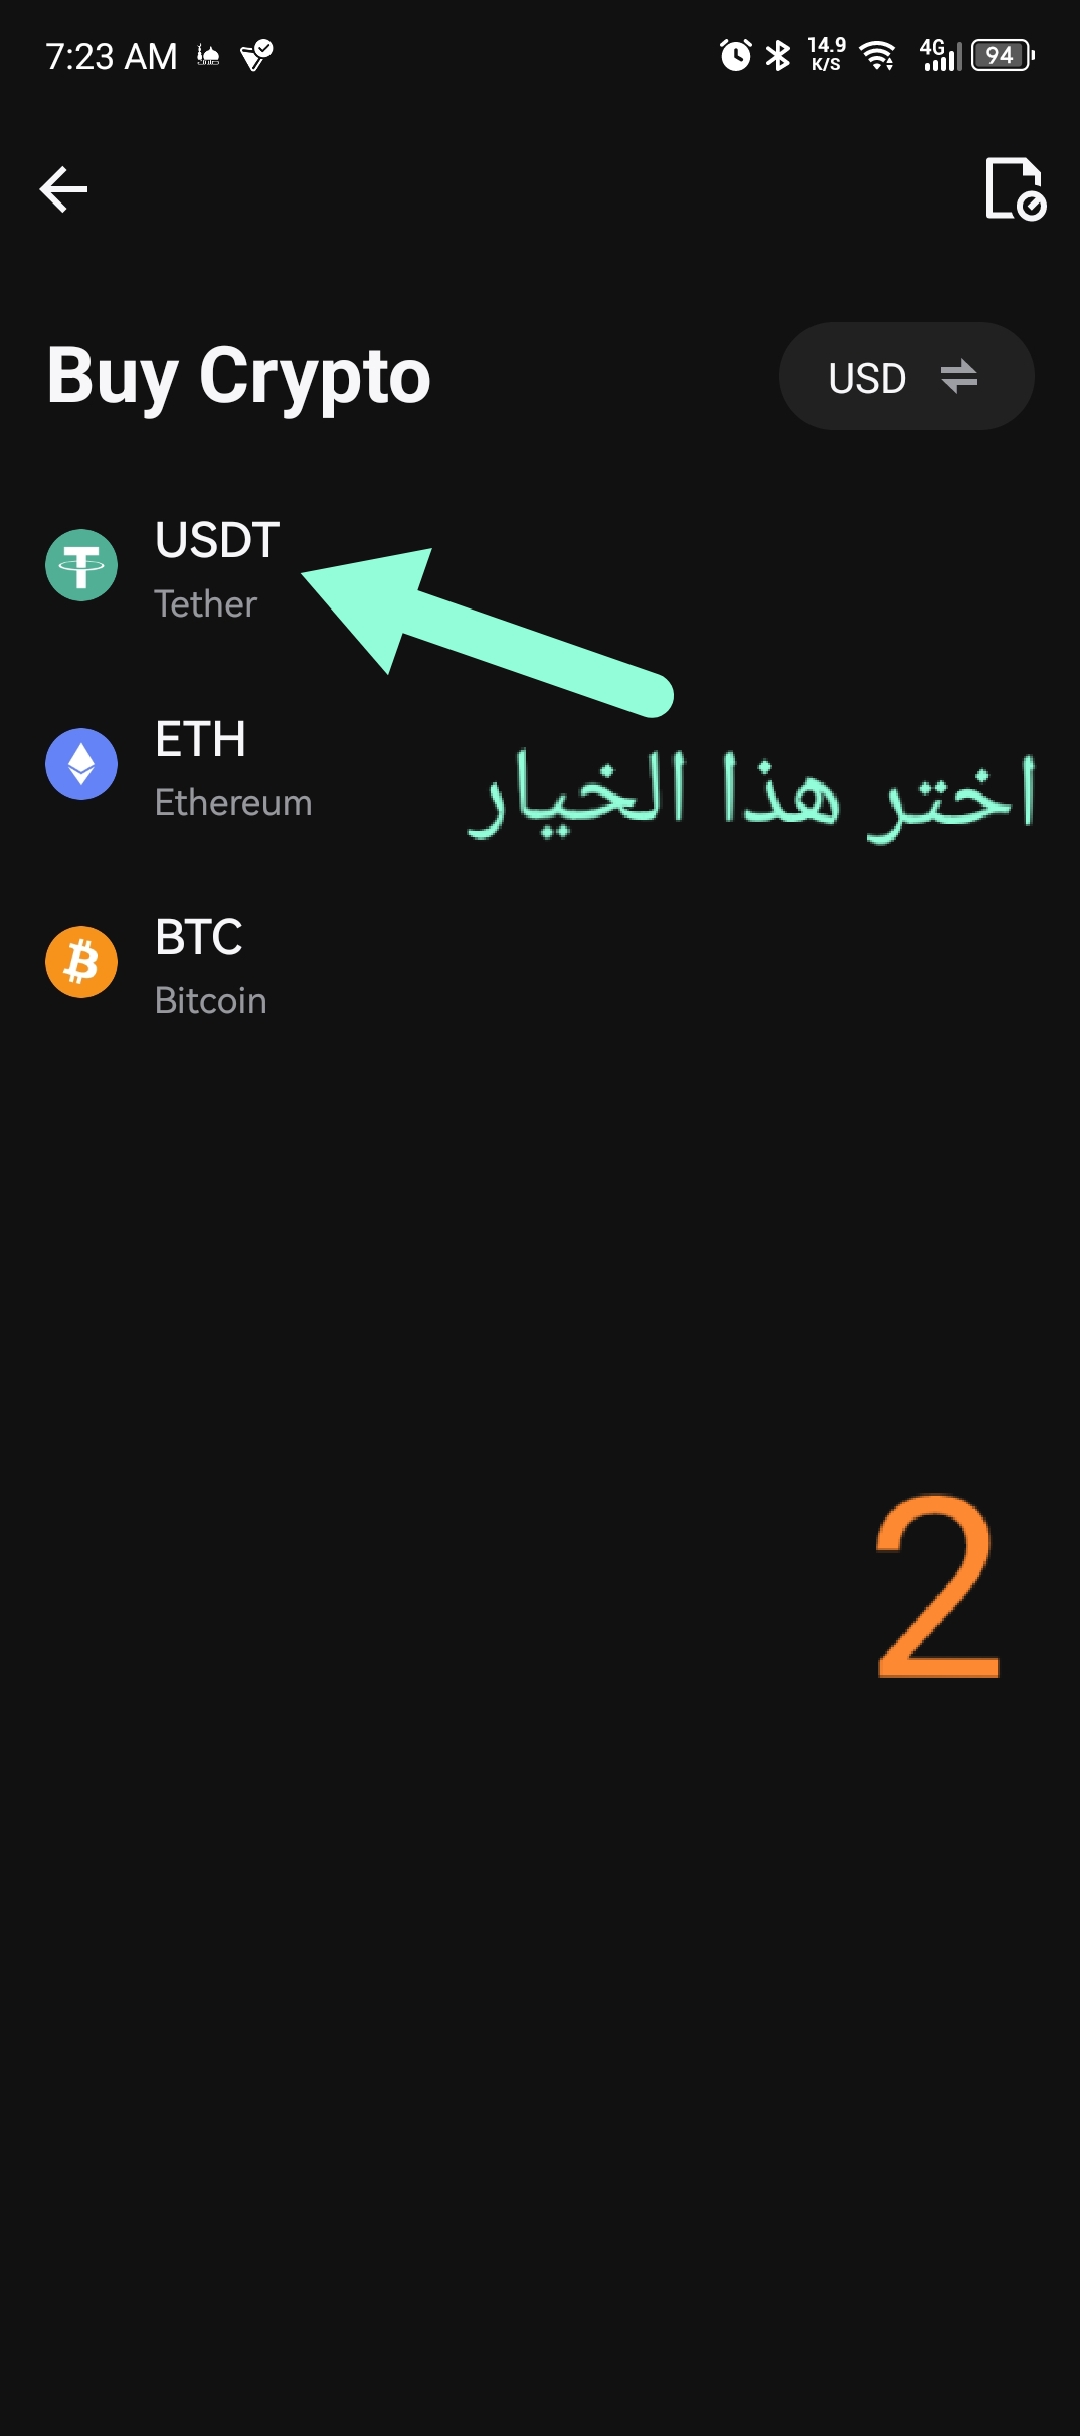 7:23 AM
14.9 K/S
4G
94
Buy Crypto
USD
USDT
Tether
ETH
Ethereum
اختر هذا الخيار
BTC
Bitcoin
2